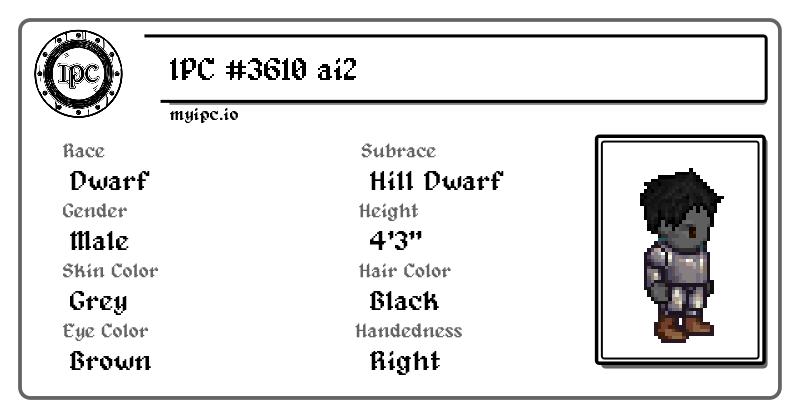 IPC
IPC #3610 ai2
myipc.io
Race
Dwarf
Subrace
Hill Dwarf
Gender
Male
Height
4'3"
Skin Color
Grey
Hair Color
Black
Eye Color
Brown
Handedness
Right